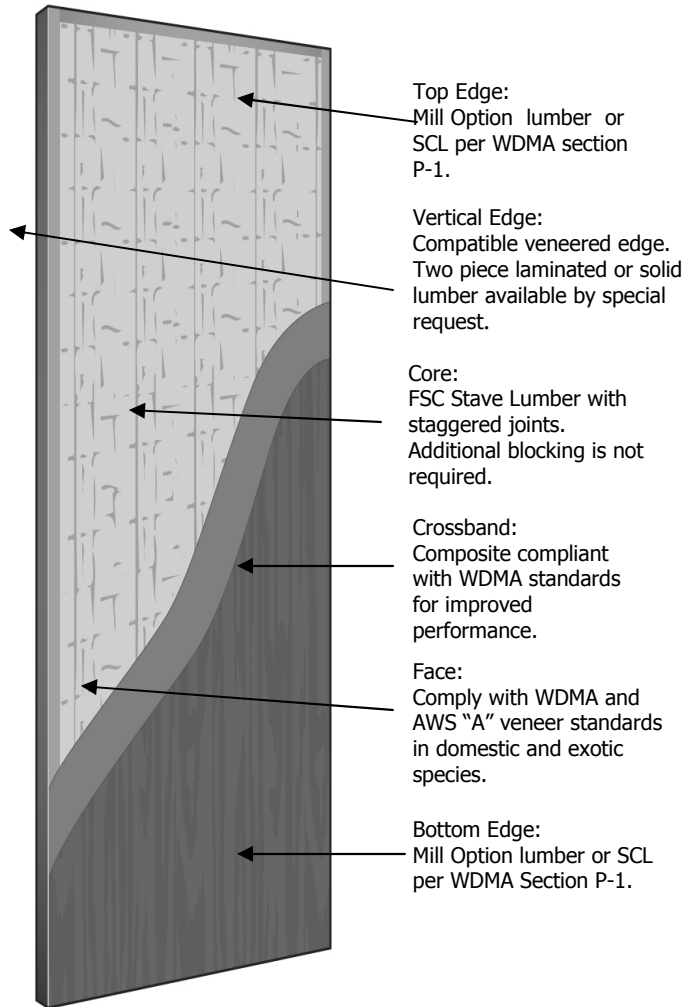 Top Edge:
Mill Option  lumber  or
SCL per WDMA section
P-1.
Vertical Edge:
Compatible veneered edge.
Two piece laminated or solid
lumber available by special
request.
Core:
FSC Stave Lumber with
staggered joints.
Additional blocking is not
required.
Crossband:
Composite compliant
with WDMA standards
for improved
performance.
Face:
Comply with WDMA and
AWS “A” veneer standards
in domestic and exotic
species.
Bottom Edge:
Mill Option lumber or SCL
per WDMA Section P-1.